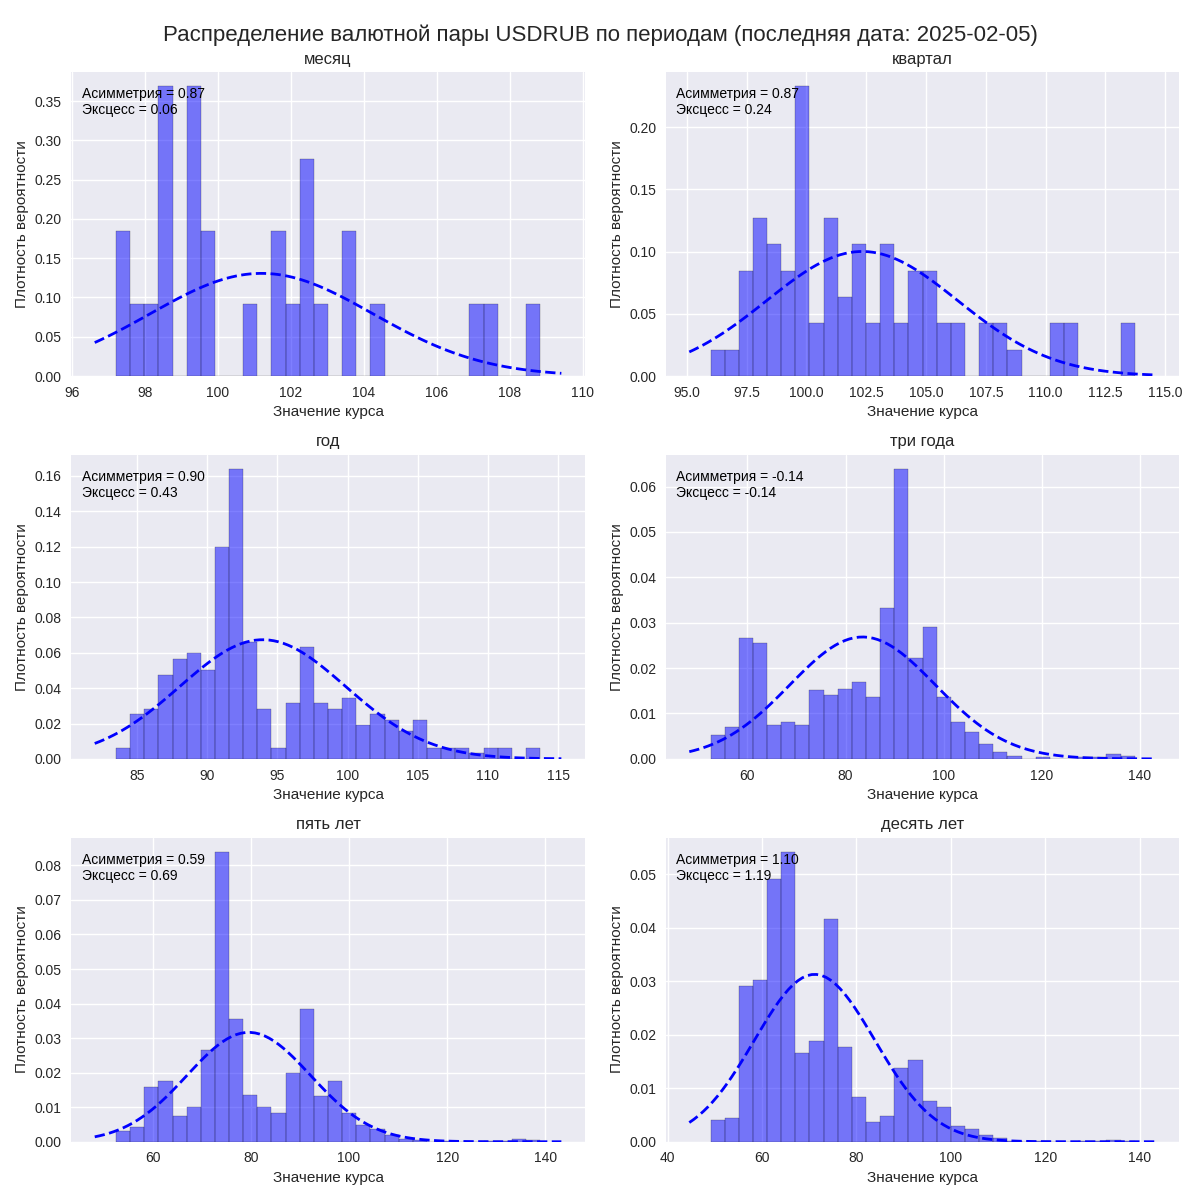 Распределение валютной пары USDRUB по периодам (последняя дата: 2025-02-05)
месяц
Асимметрия = 0.87
Эксцесс = 0.06
Плотность вероятности
0.35
0.30
0.25
0.20
0.15
0.10
0.05
0.00
96 98 100 102 104 106 108 110
Значение курса
квартал
Асимметрия = 0.87
Эксцесс = 0.24
Плотность вероятности
0.20
0.15
0.10
0.05
0.00
95.0 97.5 100.0 102.5 105.0 107.5 110.0 112.5 115.0
Значение курса
год
Асимметрия = 0.90
Эксцесс = 0.43
Плотность вероятности
0.16
0.14
0.12
0.10
0.08
0.06
0.04
0.02
0.00
85 90 95 100 105 110 115
Значение курса
три года
Асимметрия = -0.14
Эксцесс = -0.14
Плотность вероятности
0.06
0.05
0.04
0.03
0.02
0.01
0.00
60 80 100 120 140
Значение курса
пять лет
Асимметрия = 0.59
Эксцесс = 0.69
Плотность вероятности
0.08
0.07
0.06
0.05
0.04
0.03
0.02
0.01
0.00
60 80 100 120 140
Значение курса
десять лет
Асимметрия = 1.10
Эксцесс = 1.19
Плотность вероятности
0.05
0.04
0.03
0.02
0.01
0.00
40 60 80 100 120 140
Значение курса